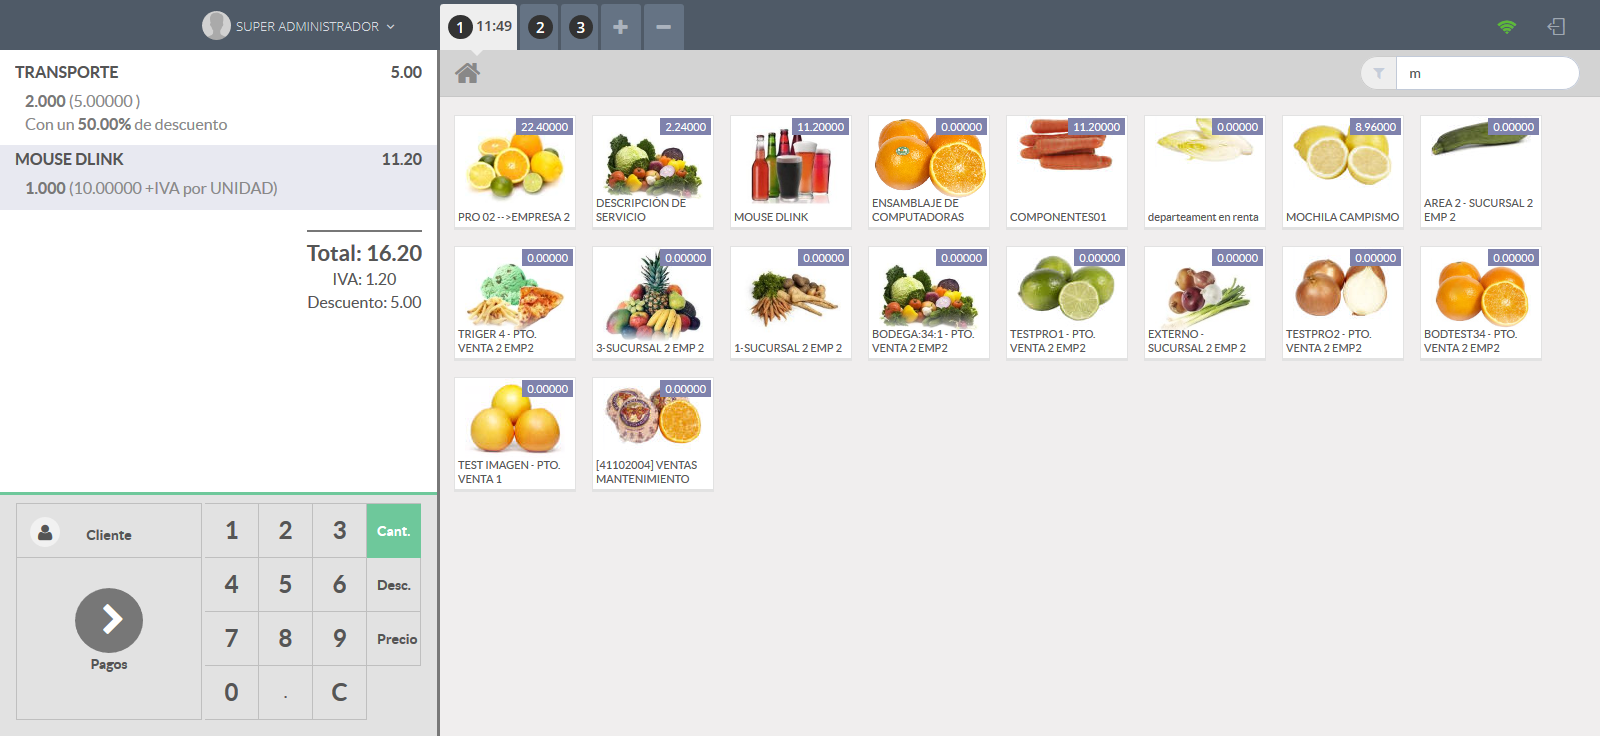 SUPER ADMINISTRADOR
1 11:49
2
3
m
TRANSPORTE 5.00
2.000 (5.00000 )
Con un 50.00% de descuento
MOUSE DLINK 11.20
1.000 (10.00000 +IVA por UNIDAD)
Total: 16.20
IVA: 1.20
Descuento: 5.00
Cliente
Pagos
1 2 3 Cant.
4 5 6 Desc.
7 8 9 Precio
0 . C
22.40000
PRO 02 -->EMPRESA 2
2.24000
DESCRIPCIÓN DE
SERVICIO
11.20000
MOUSE DLINK
0.00000
ENSAMBLAJE DE
COMPUTADORAS
11.20000
COMPONENTES01
0.00000
departeament en renta
8.96000
MOCHILA CAMPISMO
0.00000
AREA 2 - SUCURSAL 2
EMP 2
0.00000
TRIGER 4 - PTO.
VENTA 2 EMP2
0.00000
3-SUCURSAL 2 EMP 2
0.00000
1-SUCURSAL 2 EMP 2
0.00000
BODEGA:34:1 - PTO.
VENTA 2 EMP2
0.00000
TESTPRO1 - PTO.
VENTA 2 EMP2
0.00000
EXTERNO -
SUCURSAL 2 EMP 2
0.00000
TESTPRO2 - PTO.
VENTA 2 EMP2
0.00000
BODTEST34 - PTO.
VENTA 2 EMP2
0.00000
TEST IMAGEN - PTO.
VENTA 1
0.00000
[41102004] VENTAS
MANTENIMIENTO